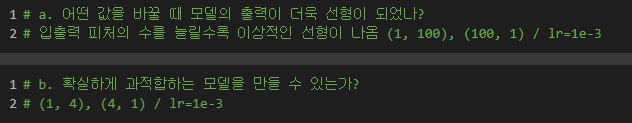 1 # a. 어떤 값을 바꿀 때 모델의 출력이 더욱 선형이 되었나?
2 # 입출력 피처의 수를 늘릴수록 이상적인 선형이 나옴 (1, 100), (100, 1) / lr=1e-3
1 # b. 확실하게 과적합하는 모델을 만들 수 있는가?
2 # (1, 4), (4, 1) / lr=1e-3